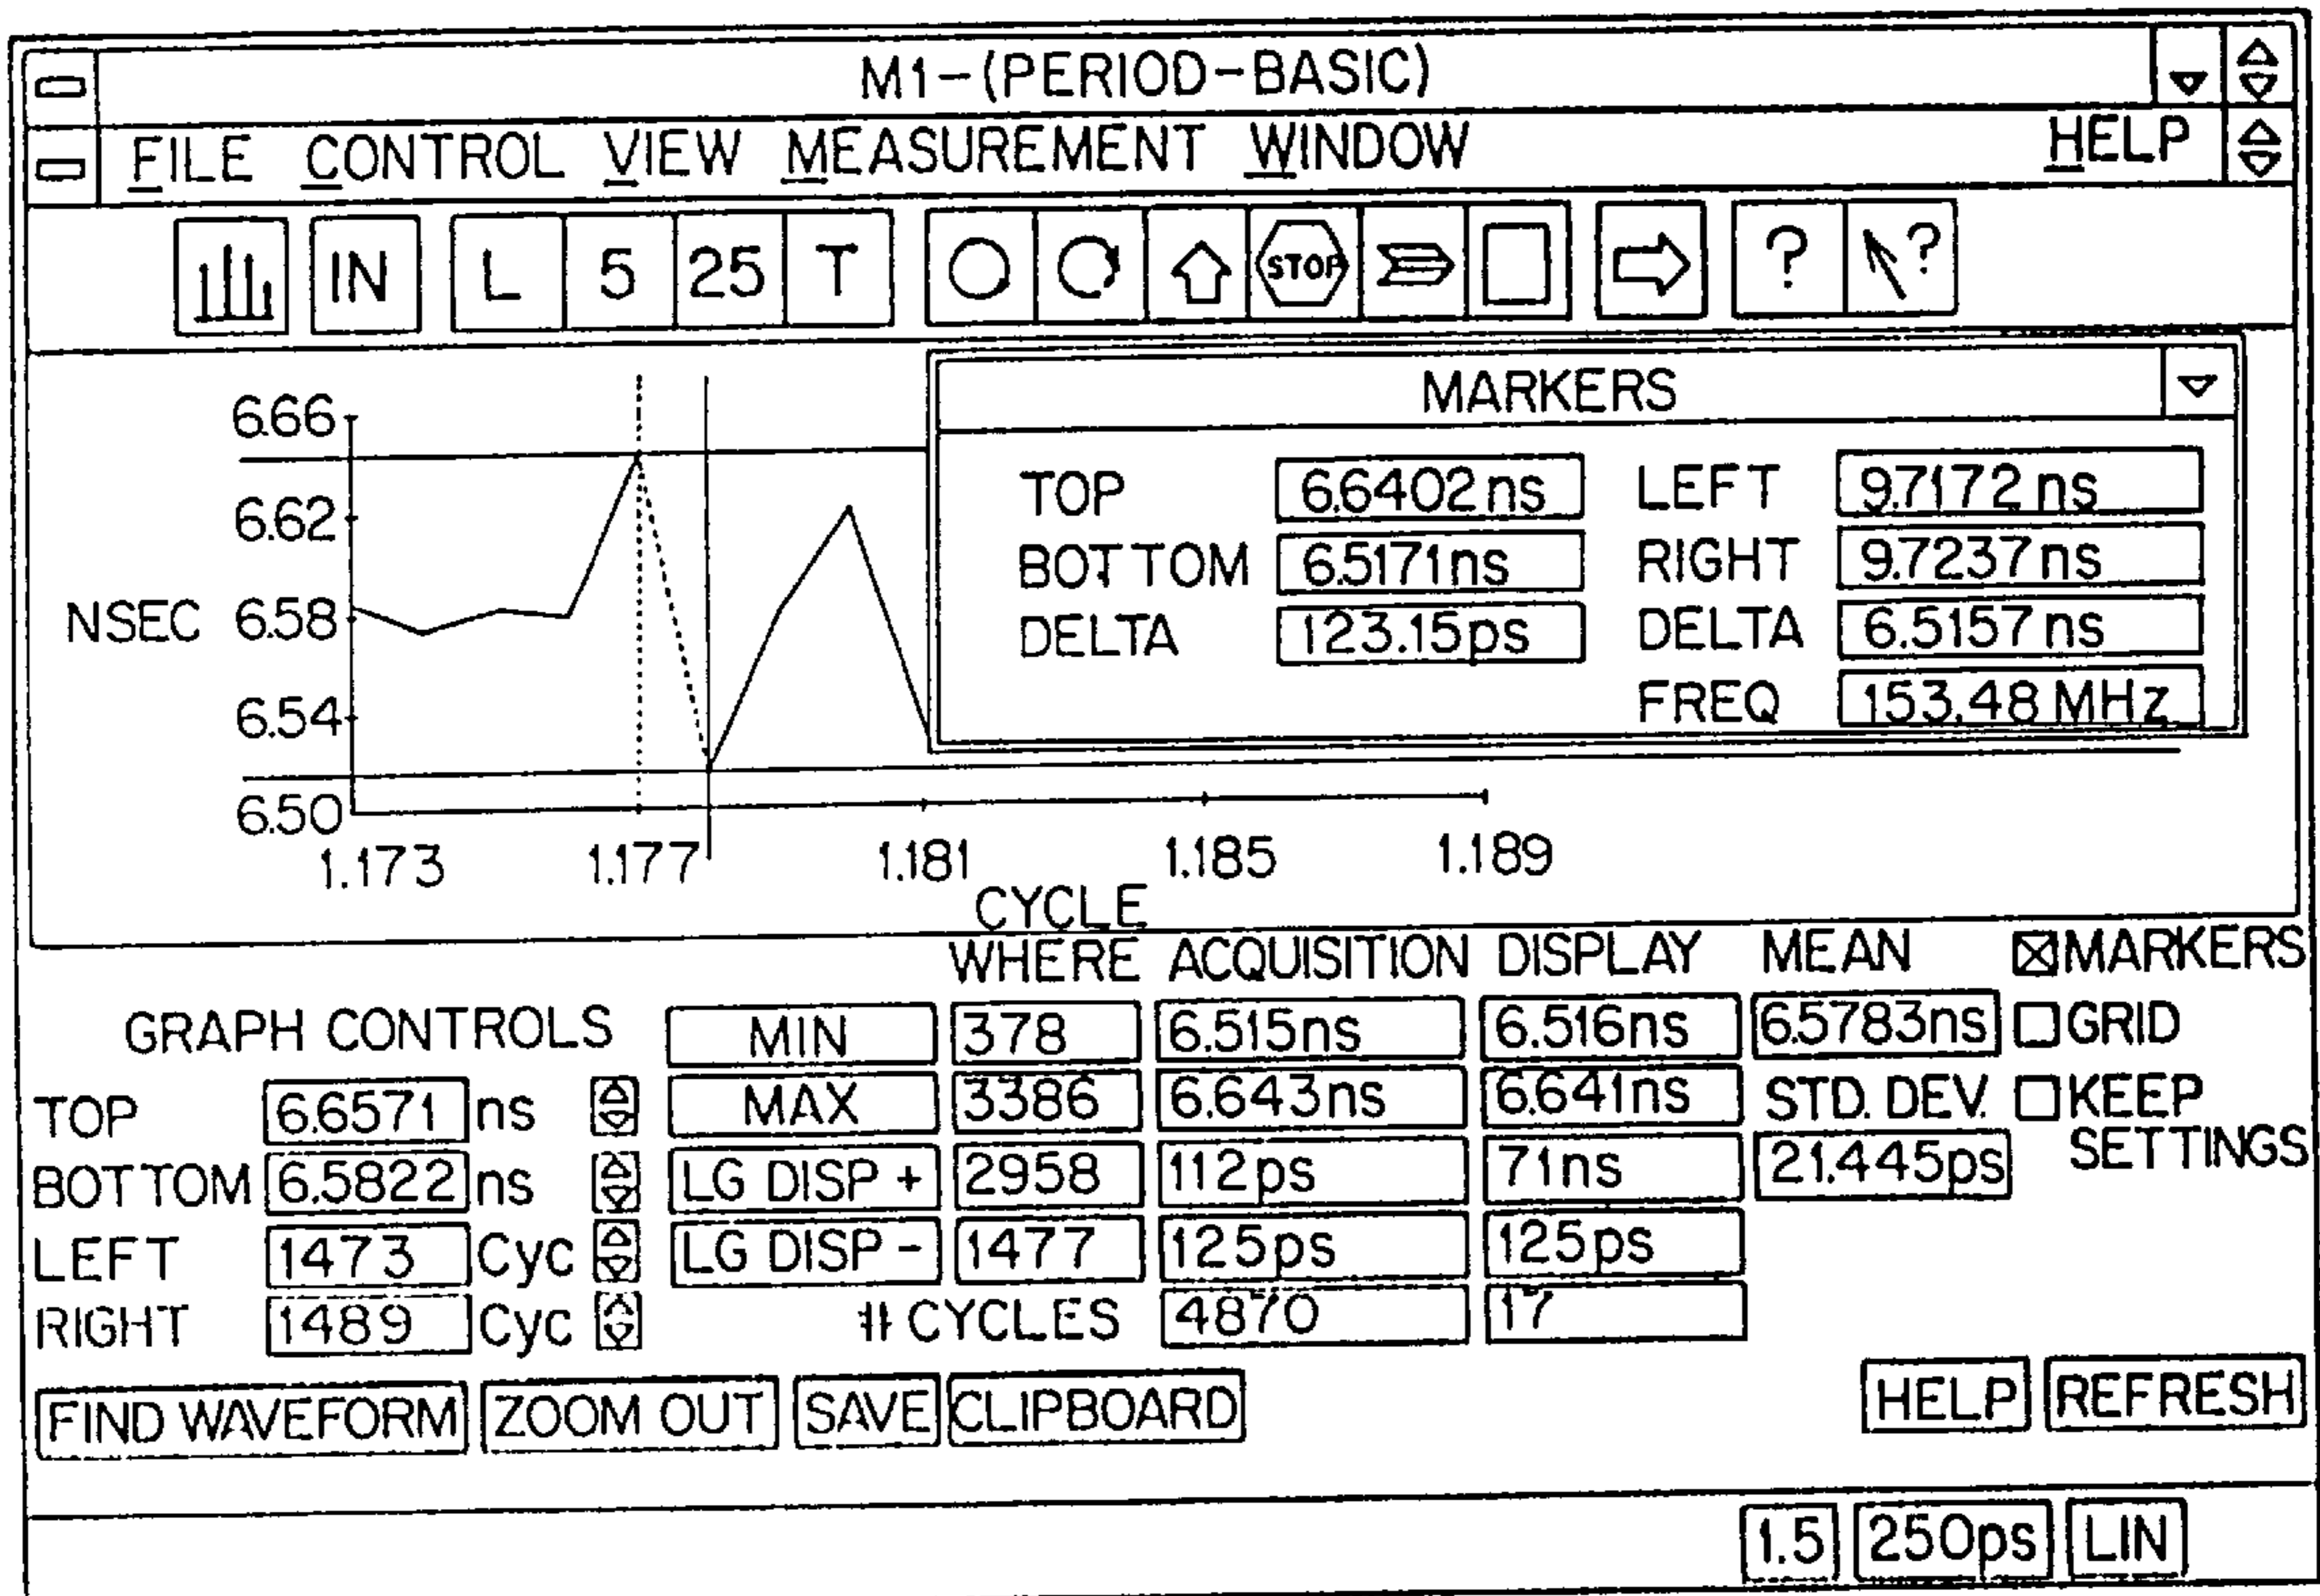 M1-(PERIOD-BASIC)
FILE CONTROL VIEW MEASUREMENT WINDOW HELP
IN L 5 25 T STOP ? ?
MARKERS
TOP 6.6402ns LEFT 9.7172ns
BOTTOM 6.5171ns RIGHT 9.7237ns
DELTA 123.15ps DELTA 6.5157ns
FREQ 153.48 MHz
6.66
6.62
NSEC 6.58
6.54
6.50
1.173 1.177 1.181 1.185 1.189
CYCLE
WHERE ACQUISITION DISPLAY MEAN MARKERS
GRAPH CONTROLS MIN 378 6.515ns 6.516ns 6.5783ns GRID
TOP 6.6571 ns MAX 3386 6.643ns 6.641ns STD. DEV. KEEP
BOTTOM 6.5822 ns LG DISP + 2958 112ps 71ns 21.445ps SETTINGS
LEFT 1473 Cyc LG DISP - 1477 125ps 125ps
RIGHT 1489 Cyc # CYCLES 4870 17
FIND WAVEFORM ZOOM OUT SAVE CLIPBOARD HELP REFRESH
1.5 250ps LIN